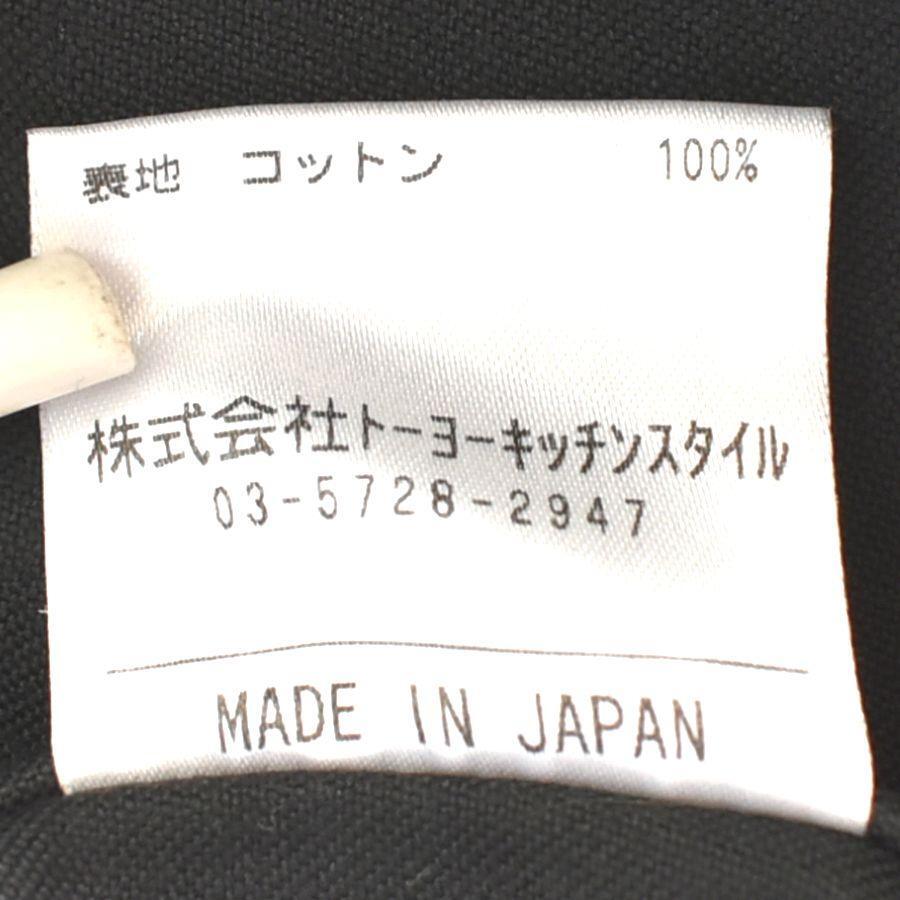 裏地 コットン 100%
株式会社トーヨーキッチンスタイル
03-5728-2947
MADE IN JAPAN